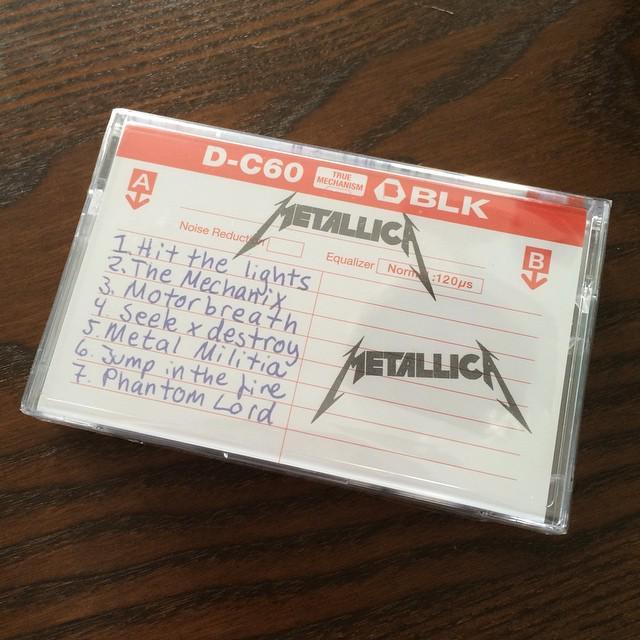 D-C60
TRUE
MECHANISM
BLK
A
METALLICA
Noise Reduction
Equalizer
:120µs
B
1 Hit the lights
2. The Mechanix
3. Motorbreath
4 Seek x destroy
5 Metal Militia
6. Jump in the fire
7. Phantom Lord
METALLICA